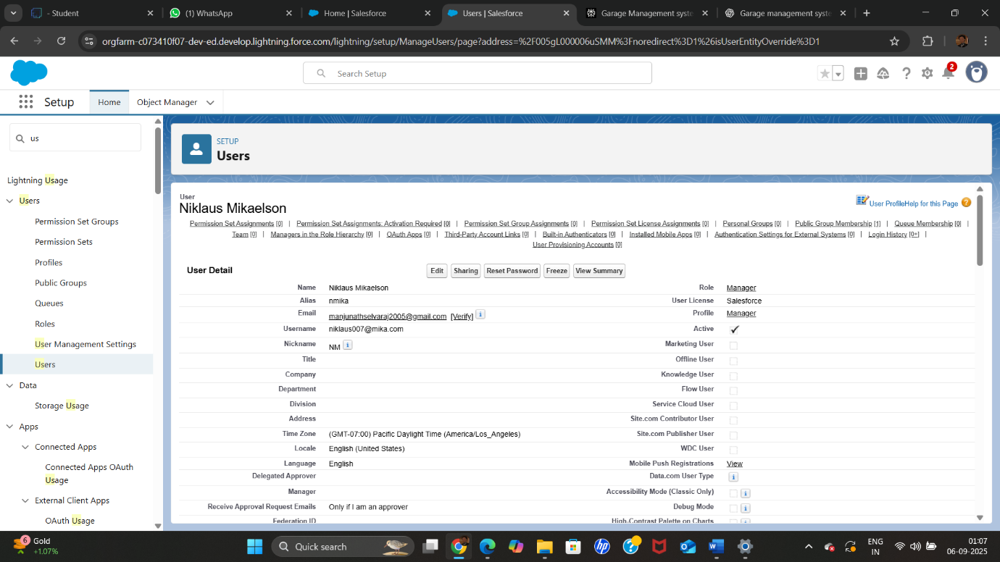 - Student
(1) WhatsApp
Home | Salesforce
Users | Salesforce
Garage Management syste
Garage management syste
orgfarm-c073410f07-dev-ed.develop.lightning.force.com/lightning/setup/ManageUsers/page?address=%2F005gL000006uSMM%3Fnoredirect%3D1%26isUserEntityOverride%3D1
Search Setup
2
Setup
Home
Object Manager
us
Lightning Usage
Users
Permission Set Groups
Permission Sets
Profiles
Public Groups
Queues
Roles
User Management Settings
Users
Data
Storage Usage
Apps
Connected Apps
Connected Apps OAuth
Usage
External Client Apps
OAuth Usage
SETUP
Users
User
Niklaus Mikaelson
User Profile Help for this Page
Permission Set Assignments [0] | Permission Set Assignments: Activation Required [0] | Permission Set Group Assignments [0] | Permission Set License Assignments [0] | Personal Groups [0] | Public Group Membership [1] | Queue Membership [0] |
Team [0] | Managers in the Role Hierarchy [0] | OAuth Apps [0] | Third-Party Account Links [0] | Built-in Authenticators [0] | Installed Mobile Apps [0] | Authentication Settings for External Systems [0] | Login History [0+] |
User Provisioning Accounts [0]
User Detail
Edit Sharing Reset Password Freeze View Summary
Name Niklaus Mikaelson Role Manager
Alias nmika User License Salesforce
Email manjunathselvaraj2005@gmail.com [Verify] Profile Manager
Username niklaus007@mika.com Active
Nickname NM Marketing User
Title Offline User
Company Knowledge User
Department Flow User
Division Service Cloud User
Address Site.com Contributor User
Time Zone (GMT-07:00) Pacific Daylight Time (America/Los_Angeles) Site.com Publisher User
Locale English (United States) WDC User
Language English Mobile Push Registrations View
Delegated Approver Data.com User Type
Manager Accessibility Mode (Classic Only)
Receive Approval Request Emails Only if I am an approver Debug Mode
Federation ID High-Contrast Palette on Charts
6
Gold
+1.07%
Quick search
ENG
IN
01:07
06-09-2025